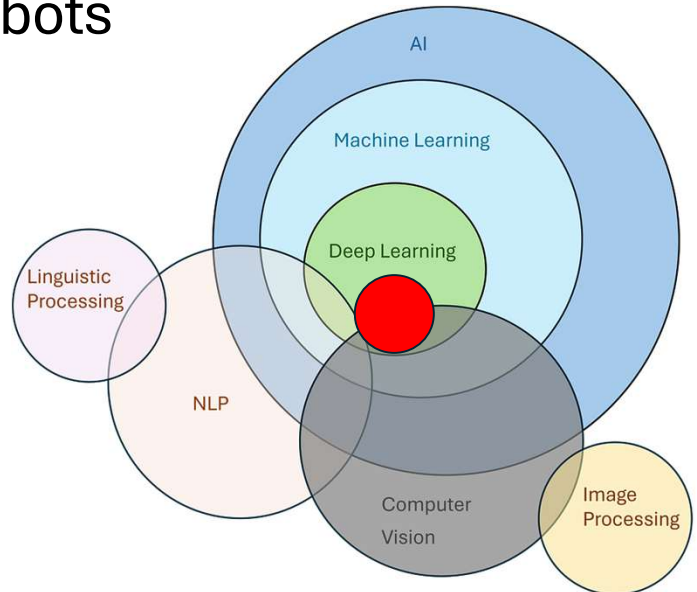 bots
AI
Machine Learning
Deep Learning
Linguistic
Processing
NLP
Computer
Vision
Image
Processing